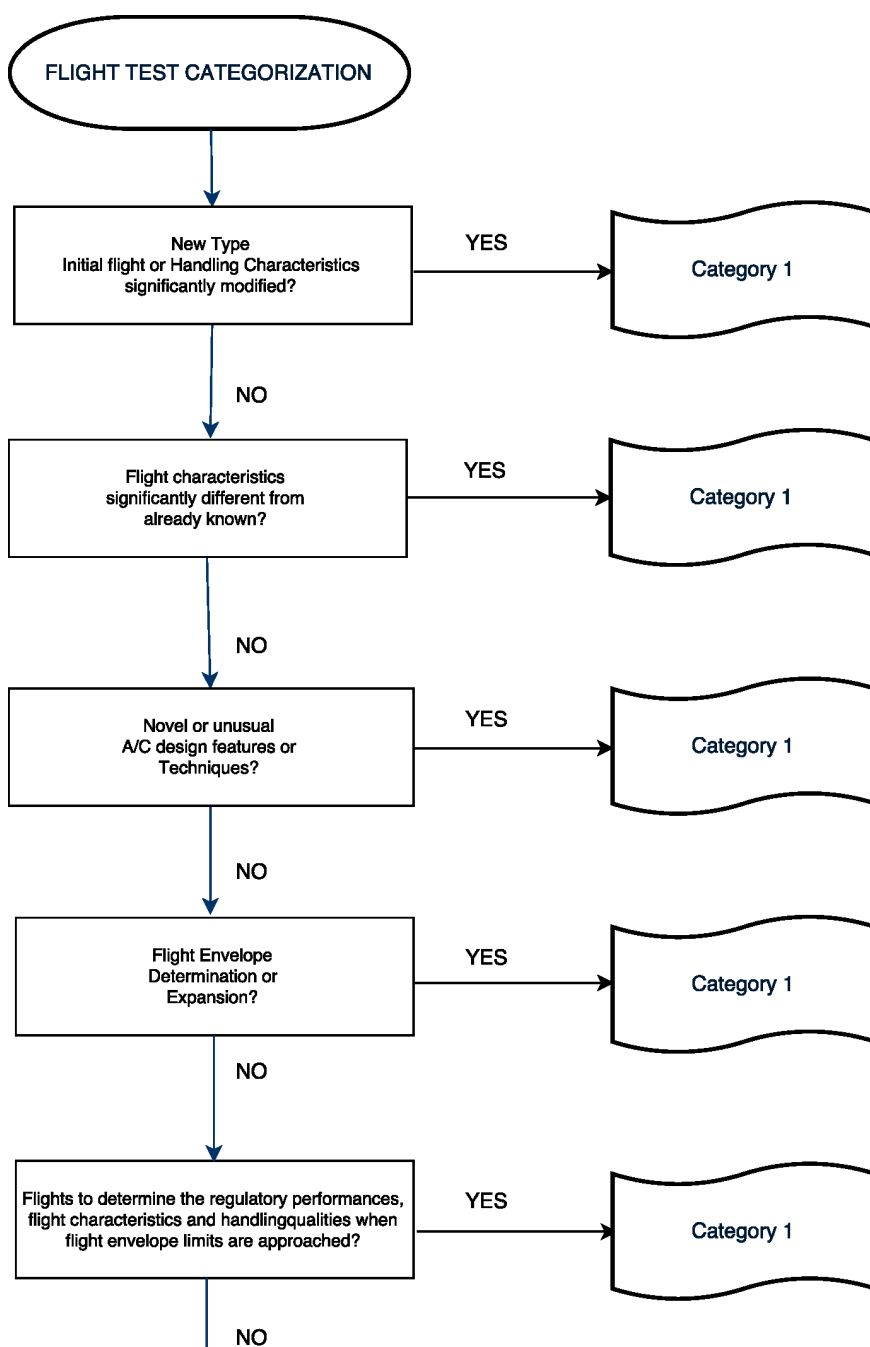 FLIGHT TEST CATEGORIZATION
New Type
Initial flight or Handling Characteristics
significantly modified?
YES
Category 1
NO
Flight characteristics
significantly different from
already known?
YES
Category 1
NO
Novel or unusual
A/C design features or
Techniques?
YES
Category 1
NO
Flight Envelope
Determination or
Expansion?
YES
Category 1
NO
Flights to determine the regulatory performances,
flight characteristics and handlingqualities when
flight envelope limits are approached?
YES
Category 1
NO